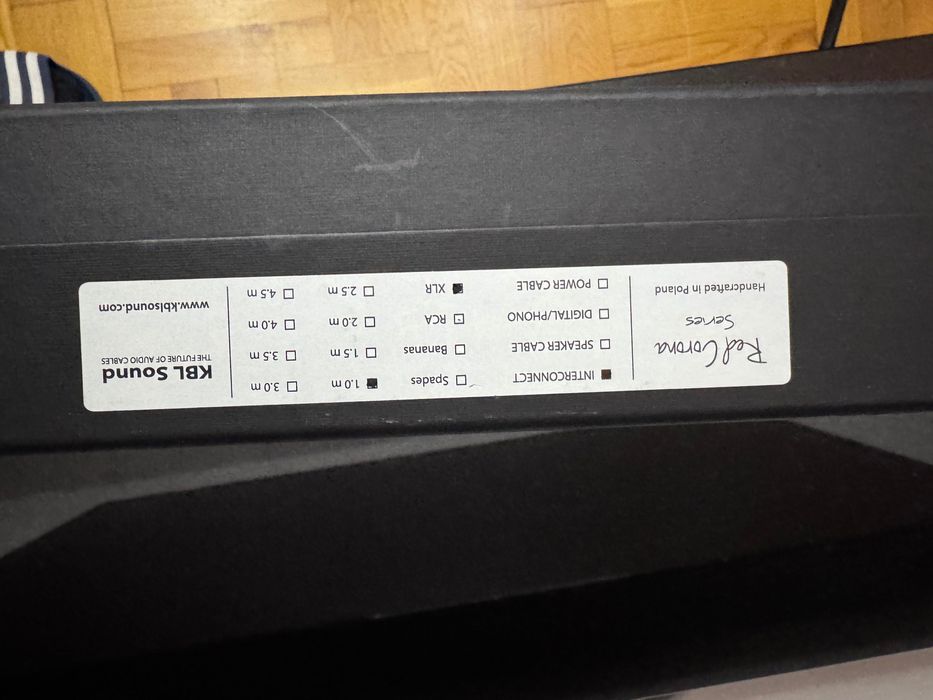 Red Corona
Series
Handcrafted in Poland
■ INTERCONNECT
□ SPEAKER CABLE
□ DIGITAL/PHONO
□ POWER CABLE
□ Spades
□ Bananas
□ RCA
■ XLR
■ 1.0 m
□ 1.5 m
□ 2.0 m
□ 2.5 m
□ 3.0 m
□ 3.5 m
□ 4.0 m
□ 4.5 m
KBL Sound
THE FUTURE OF AUDIO CABLES
www.kblsound.com